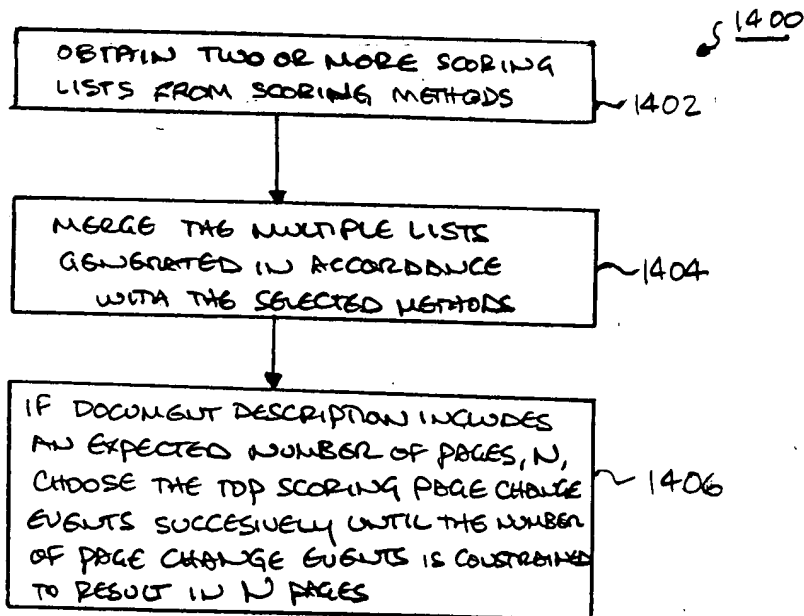 1400
OBTAIN TWO OR MORE SCORING
LISTS FROM SCORING METHODS
1402
MERGE THE MULTIPLE LISTS
GENERATED IN ACCORDANCE
WITH THE SELECTED METHODS
1404
IF DOCUMENT DESCRIPTION INCLUDES
AN EXPECTED NUMBER OF PAGES, N,
CHOOSE THE TOP SCORING PAGE CHANGE
EVENTS SUCCESIVELY UNTIL THE NUMBER
OF PAGE CHANGE EVENTS IS CONSTRAINED
TO RESULT IN N PAGES
1406